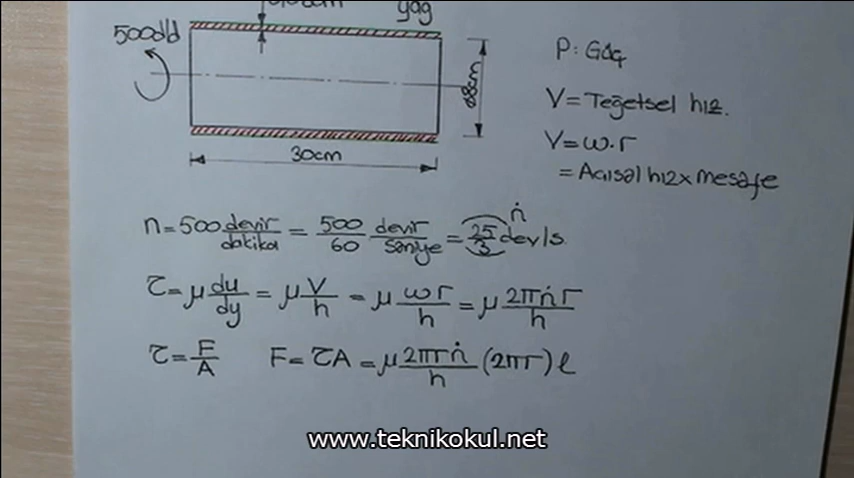 yağ
500d/d
P: Güç
V = Teğetsel hız.
V = ω.r
= Açısal hız x mesafe
30cm
n = 500 devir/dakika = 500/60 devir/saniye = 25/3 dev/s. ṅ
τ = μ du/dy = μ V/h = μ ωr/h = μ 2πṅr/h
τ = F/A F = τA = μ 2πrṅ/h (2πr) l
www.teknikokul.net